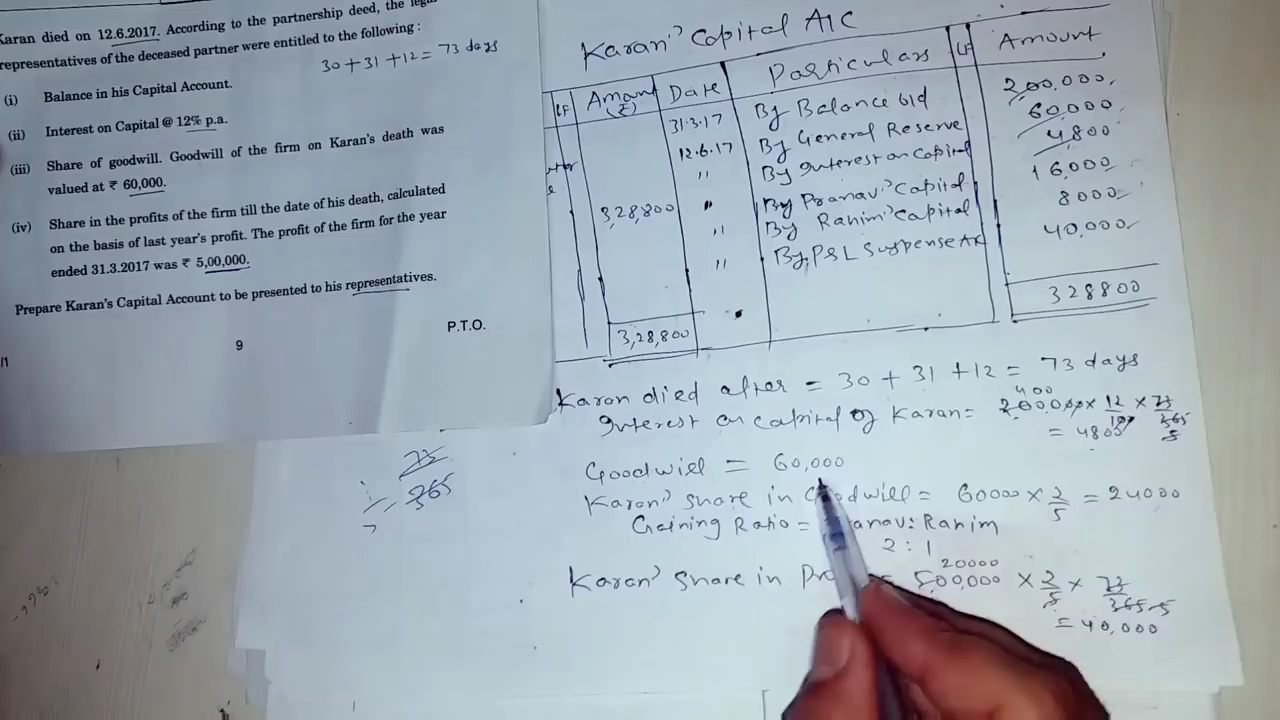 Karan died on 12.6.2017. According to the partnership deed, the legal
representatives of the deceased partner were entitled to the following :
30 + 31 + 12 = 73 days
(i) Balance in his Capital Account.
(ii) Interest on Capital @ 12% p.a.
(iii) Share of goodwill. Goodwill of the firm on Karan's death was
valued at ₹ 60,000.
(iv) Share in the profits of the firm till the date of his death, calculated
on the basis of last year's profit. The profit of the firm for the year
ended 31.3.2017 was ₹ 5,00,000.
Prepare Karan's Capital Account to be presented to his representatives.
P.T.O.
9
/1
73
365
Karan's Capital A/C
LF Amount (₹) Date Particulars LF Amount
31.3.17 By Balance b/d 2,00,000
12.6.17 By General Reserve 60,000
" By Interest on Capital 4,800
3,28,800 " By Pranav's Capital 16,000
" By Rahim's Capital 8000
" By P&L Suspense A/c 40,000
3,28,800 328800
Karan died after = 30 + 31 + 12 = 73 days
400
Interest on capital of Karan = 200,000 × 12/100 × 73/365 5
= 4800
Goodwill = 60,000
Karan's share in Goodwill = 60000 × 2/5 = 24000
Gaining Ratio = Pranav : Rahim
2 : 1
20000
Karan's share in = 500,000 × 2/5 × 73/365 5
= 40,000